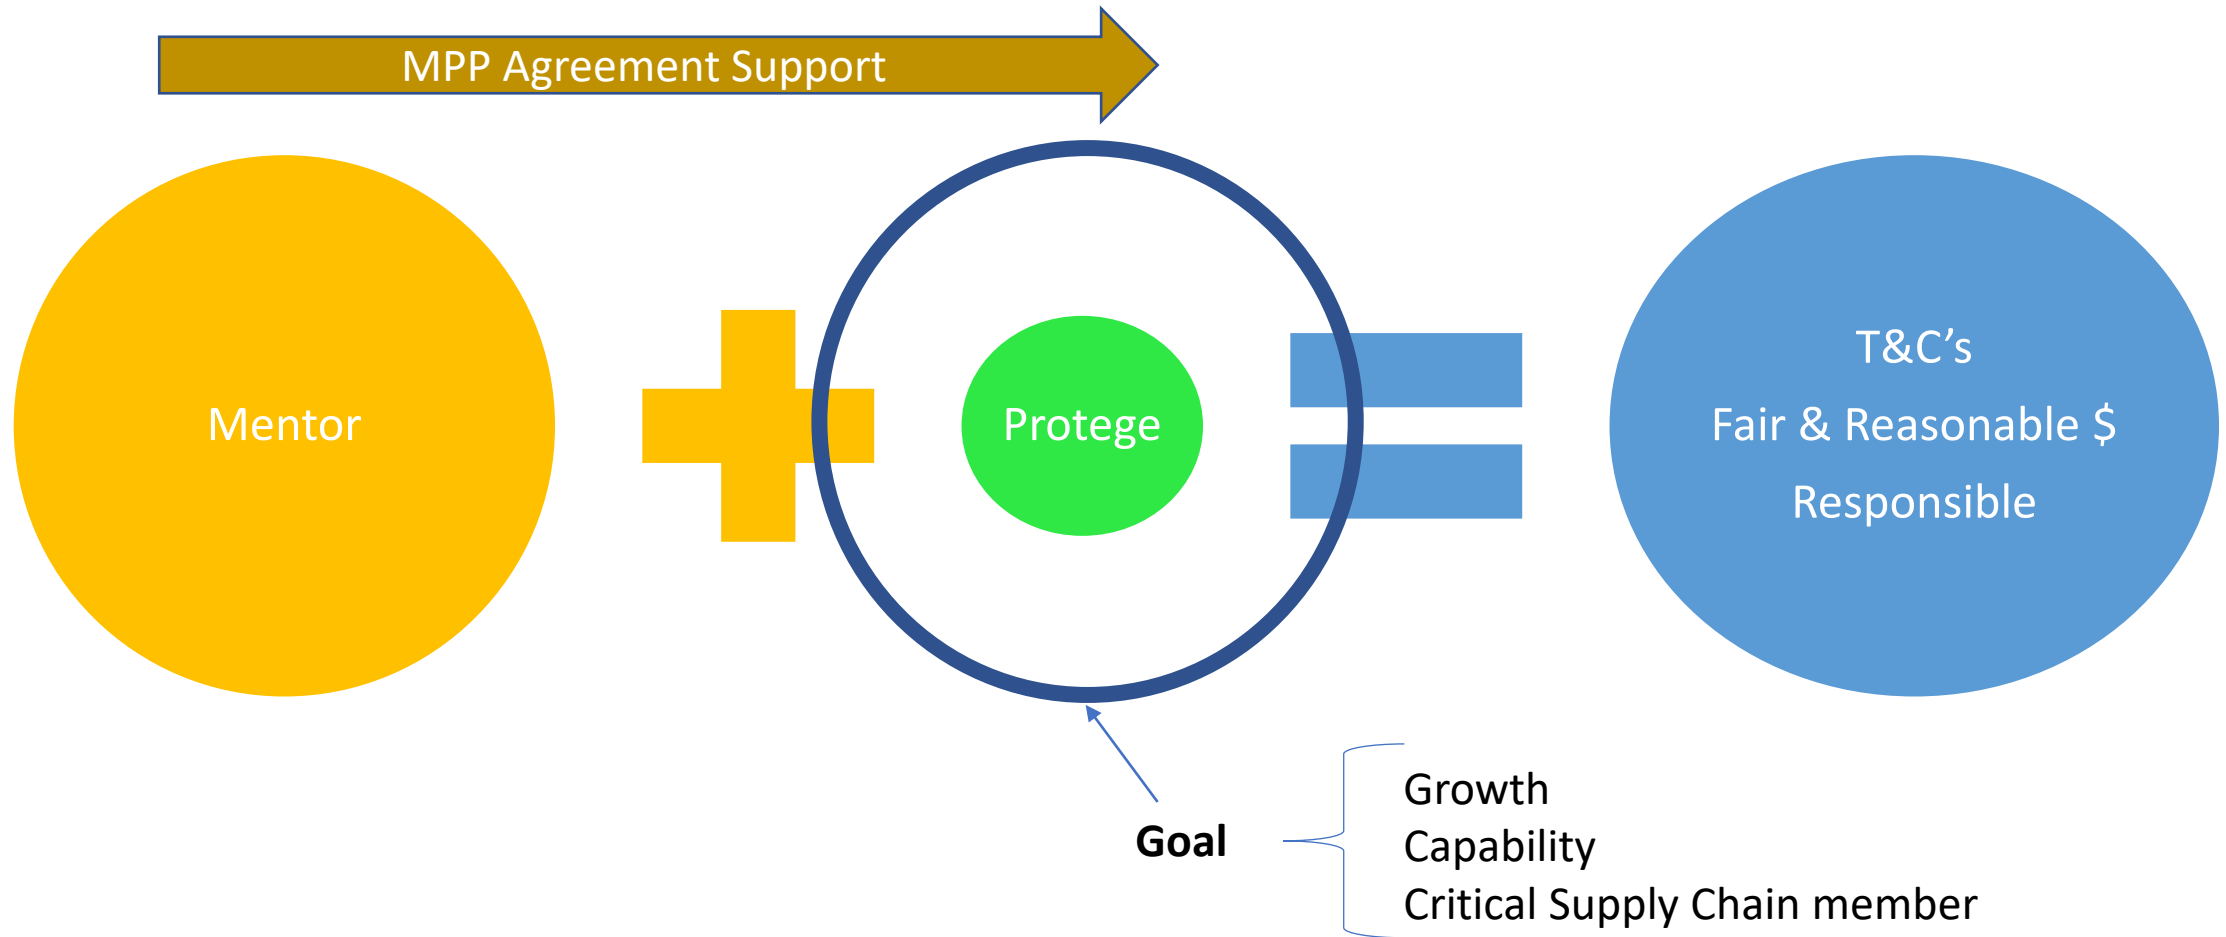 MPP Agreement Support
Mentor
Protege
T&C’s
Fair & Reasonable $
Responsible
Goal
Growth
Capability
Critical Supply Chain member